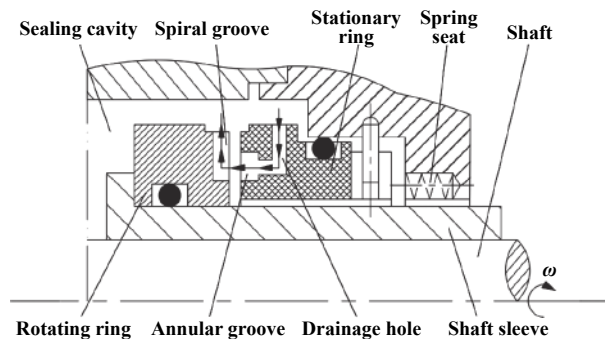 Sealing cavity
Spiral groove
Stationary
ring
Spring
seat
Shaft
ω
Rotating ring
Annular groove
Drainage hole
Shaft sleeve